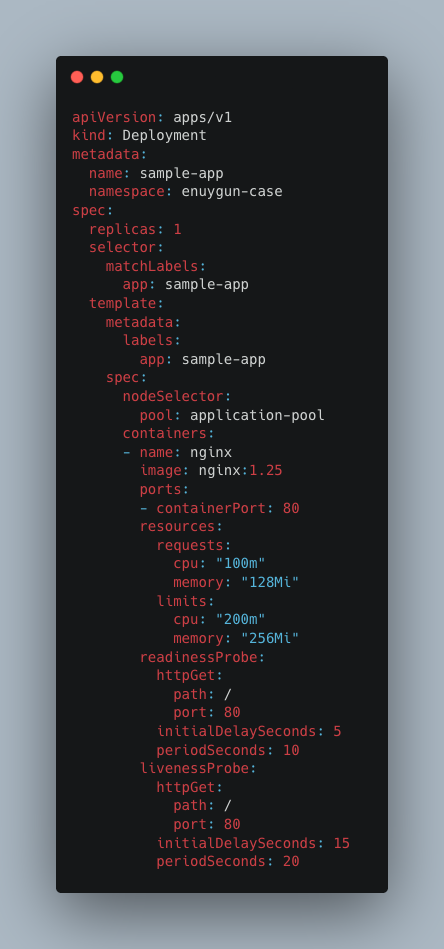 apiVersion: apps/v1
kind: Deployment
metadata:
  name: sample-app
  namespace: enuygun-case
spec:
  replicas: 1
  selector:
    matchLabels:
      app: sample-app
  template:
    metadata:
      labels:
        app: sample-app
    spec:
      nodeSelector:
        pool: application-pool
      containers:
      - name: nginx
        image: nginx:1.25
        ports:
        - containerPort: 80
        resources:
          requests:
            cpu: "100m"
            memory: "128Mi"
          limits:
            cpu: "200m"
            memory: "256Mi"
        readinessProbe:
          httpGet:
            path: /
            port: 80
          initialDelaySeconds: 5
          periodSeconds: 10
        livenessProbe:
          httpGet:
            path: /
            port: 80
          initialDelaySeconds: 15
          periodSeconds: 20